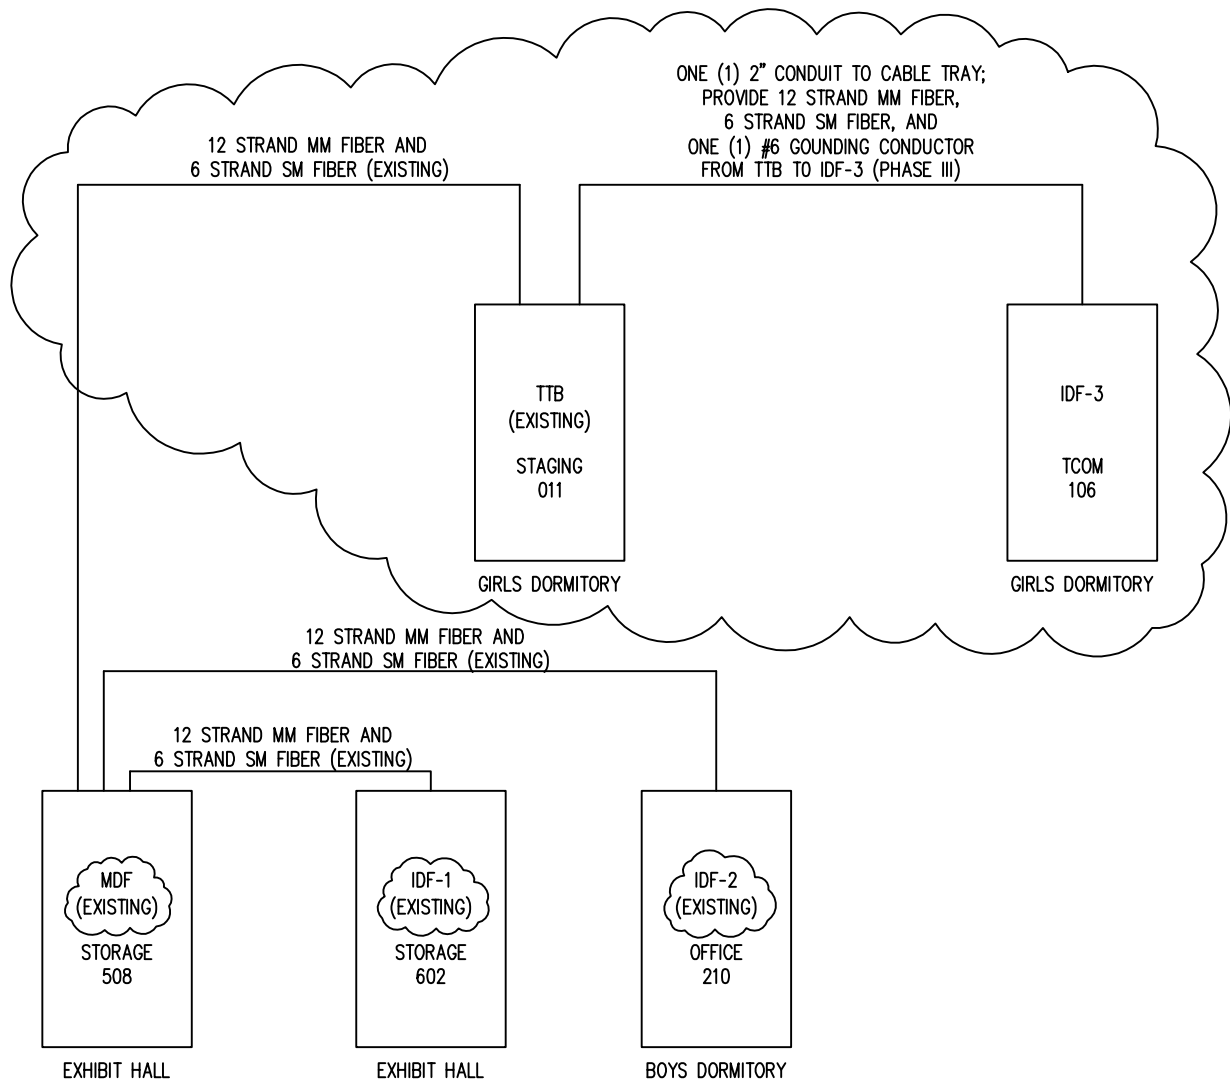 ONE (1) 2" CONDUIT TO CABLE TRAY;
PROVIDE 12 STRAND MM FIBER,
6 STRAND SM FIBER, AND
ONE (1) #6 GOUNDING CONDUCTOR
FROM TTB TO IDF-3 (PHASE III)
12 STRAND MM FIBER AND
6 STRAND SM FIBER (EXISTING)
TTB
(EXISTING)
STAGING
011
GIRLS DORMITORY
IDF-3
TCOM
106
GIRLS DORMITORY
12 STRAND MM FIBER AND
6 STRAND SM FIBER (EXISTING)
12 STRAND MM FIBER AND
6 STRAND SM FIBER (EXISTING)
MDF
(EXISTING)
STORAGE
508
EXHIBIT HALL
IDF-1
(EXISTING)
STORAGE
602
EXHIBIT HALL
IDF-2
(EXISTING)
OFFICE
210
BOYS DORMITORY